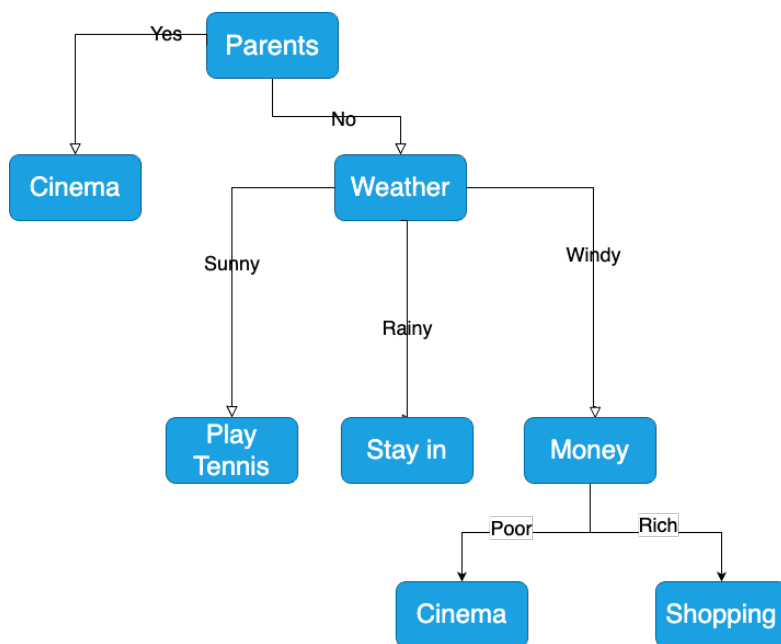 Parents
Yes
No
Cinema
Weather
Sunny
Windy
Rainy
Play
Tennis
Stay in
Money
Poor
Rich
Cinema
Shopping